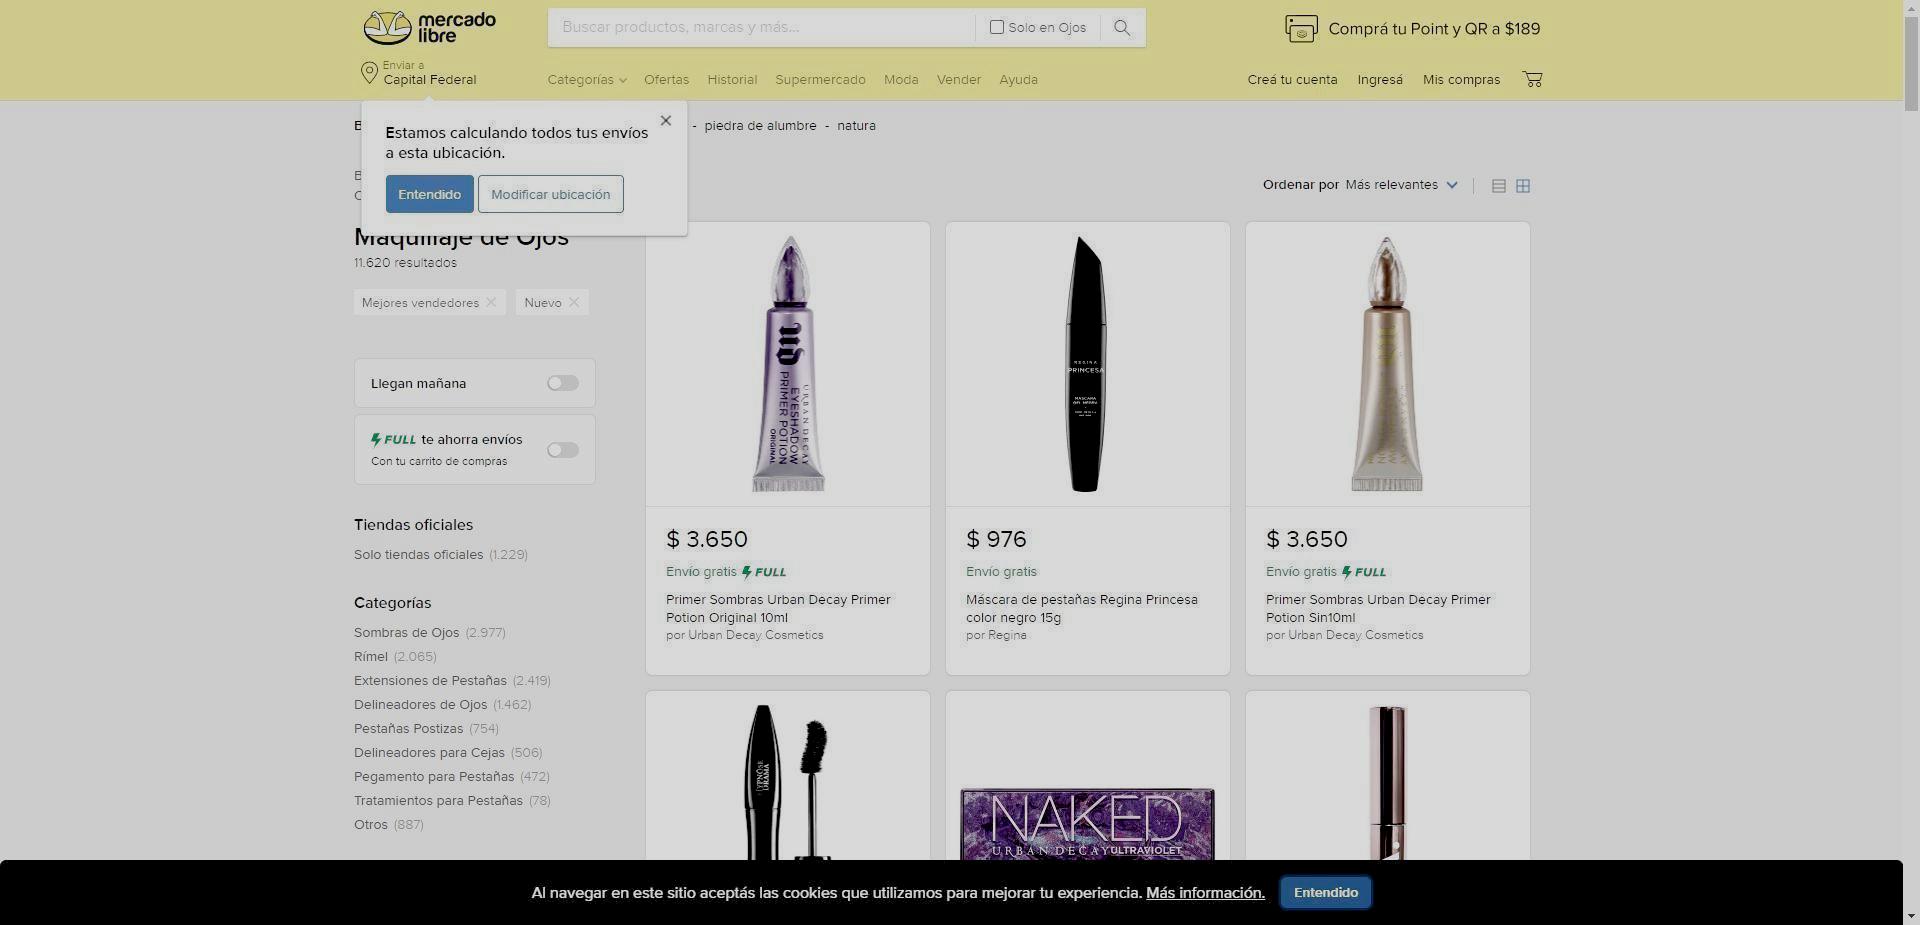 mercado
libre
Buscar productos, marcas y más...
Solo en Ojos
Comprá tu Point y QR a $189
Enviar a
Capital Federal
Categorías
Ofertas
Historial
Supermercado
Moda
Vender
Ayuda
Creá tu cuenta
Ingresá
Mis compras
- piedra de alumbre - natura
Estamos calculando todos tus envíos
a esta ubicación.
Entendido
Modificar ubicación
Ordenar por Más relevantes
Maquillaje de Ojos
11.620 resultados
Mejores vendedores
Nuevo
Llegan mañana
FULL te ahorra envíos
Con tu carrito de compras
Tiendas oficiales
Solo tiendas oficiales (1.229)
Categorías
Sombras de Ojos (2.977)
Rímel (2.065)
Extensiones de Pestañas (2.419)
Delineadores de Ojos (1.462)
Pestañas Postizas (754)
Delineadores para Cejas (506)
Pegamento para Pestañas (472)
Tratamientos para Pestañas (78)
Otros (887)
UD
URBAN DECAY
EYESHADOW
PRIMER POTION
ORIGINAL
$ 3.650
Envío gratis FULL
Primer Sombras Urban Decay Primer
Potion Original 10ml
por Urban Decay Cosmetics
REGINA
PRINCESA
$ 976
Envío gratis
Máscara de pestañas Regina Princesa
color negro 15g
por Regina
$ 3.650
Envío gratis FULL
Primer Sombras Urban Decay Primer
Potion Sin10ml
por Urban Decay Cosmetics
HYPNÔSE
DRAMA
NAKED
URBAN DECAY ULTRAVIOLET
Al navegar en este sitio aceptás las cookies que utilizamos para mejorar tu experiencia. Más información.
Entendido